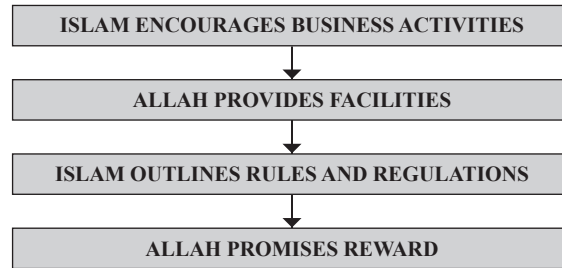 ISLAM ENCOURAGES BUSINESS ACTIVITIES
ALLAH PROVIDES FACILITIES
ISLAM OUTLINES RULES AND REGULATIONS
ALLAH PROMISES REWARD